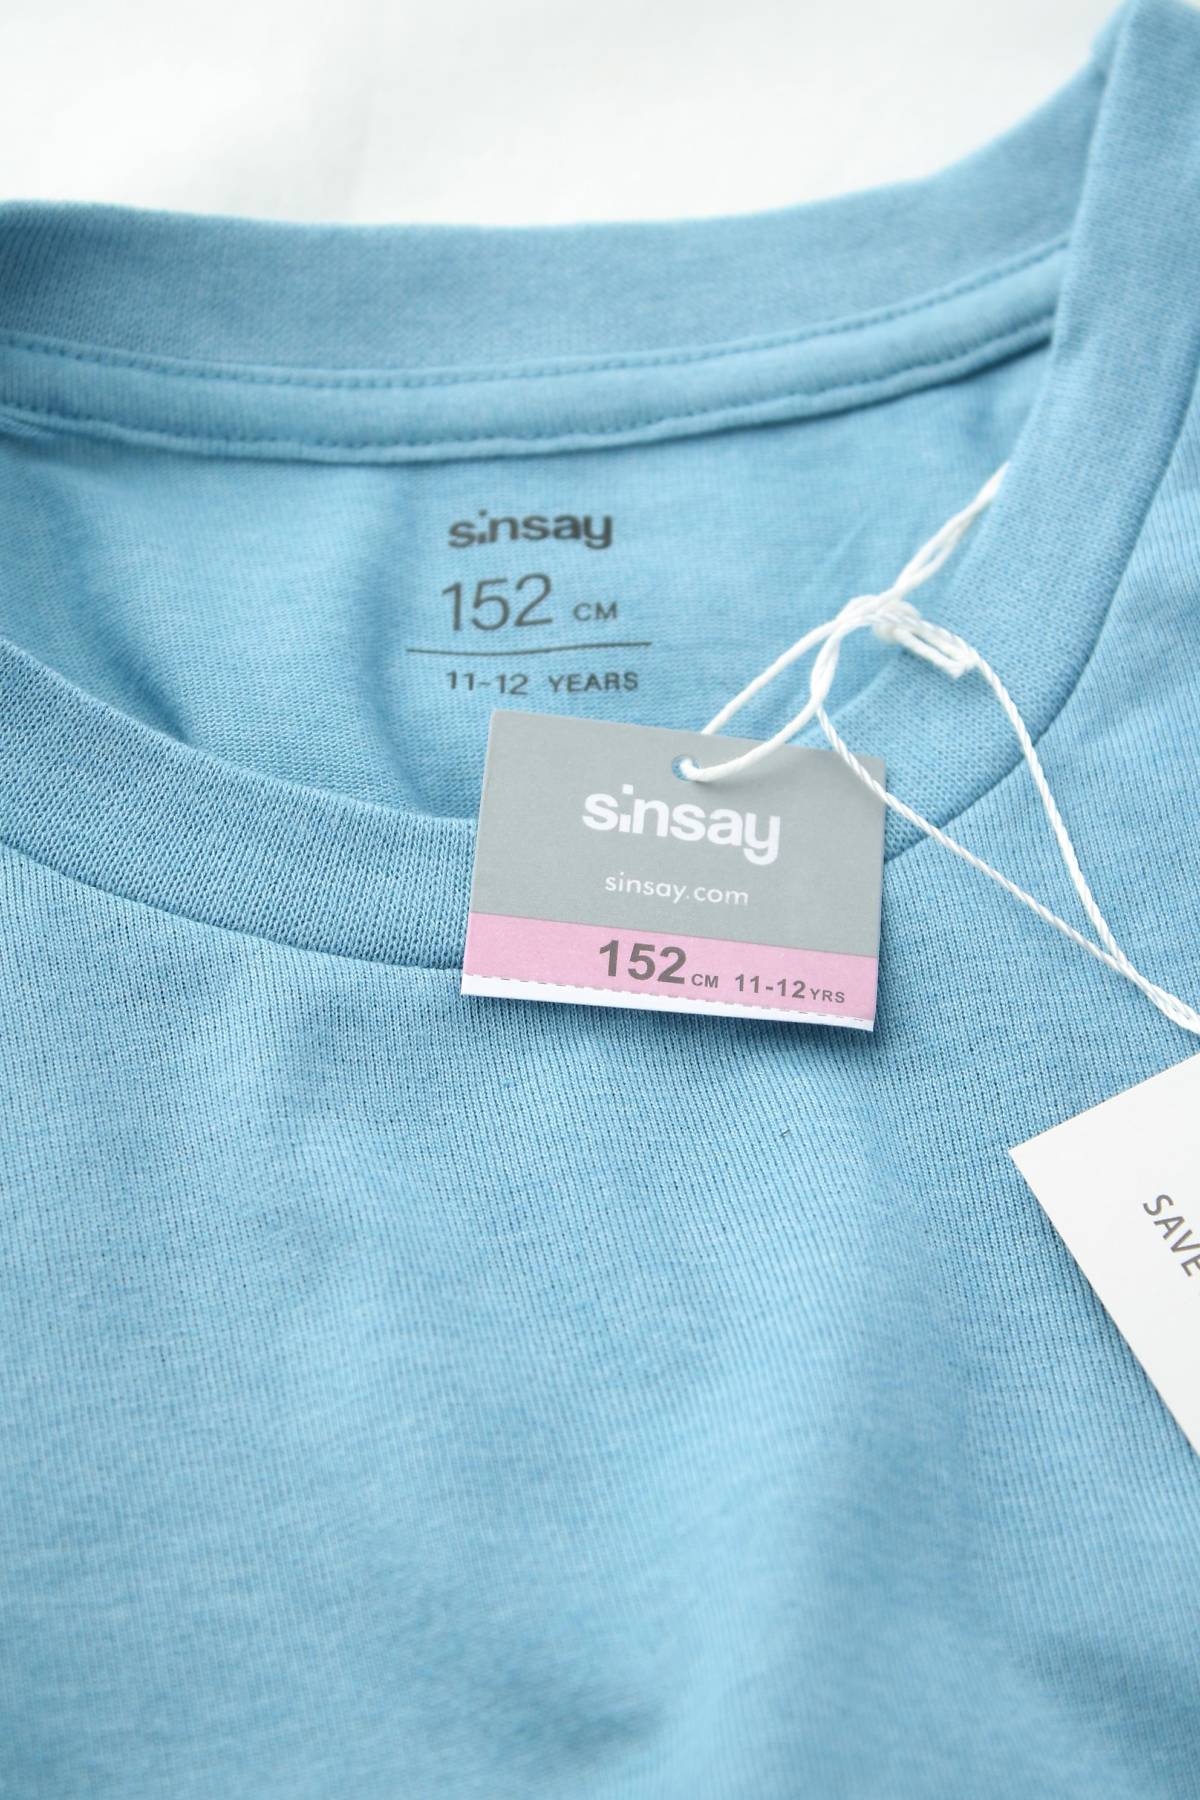 sinsay
152 CM
11-12 YEARS
sinsay
sinsay.com
152 CM 11-12 YRS
SAVE